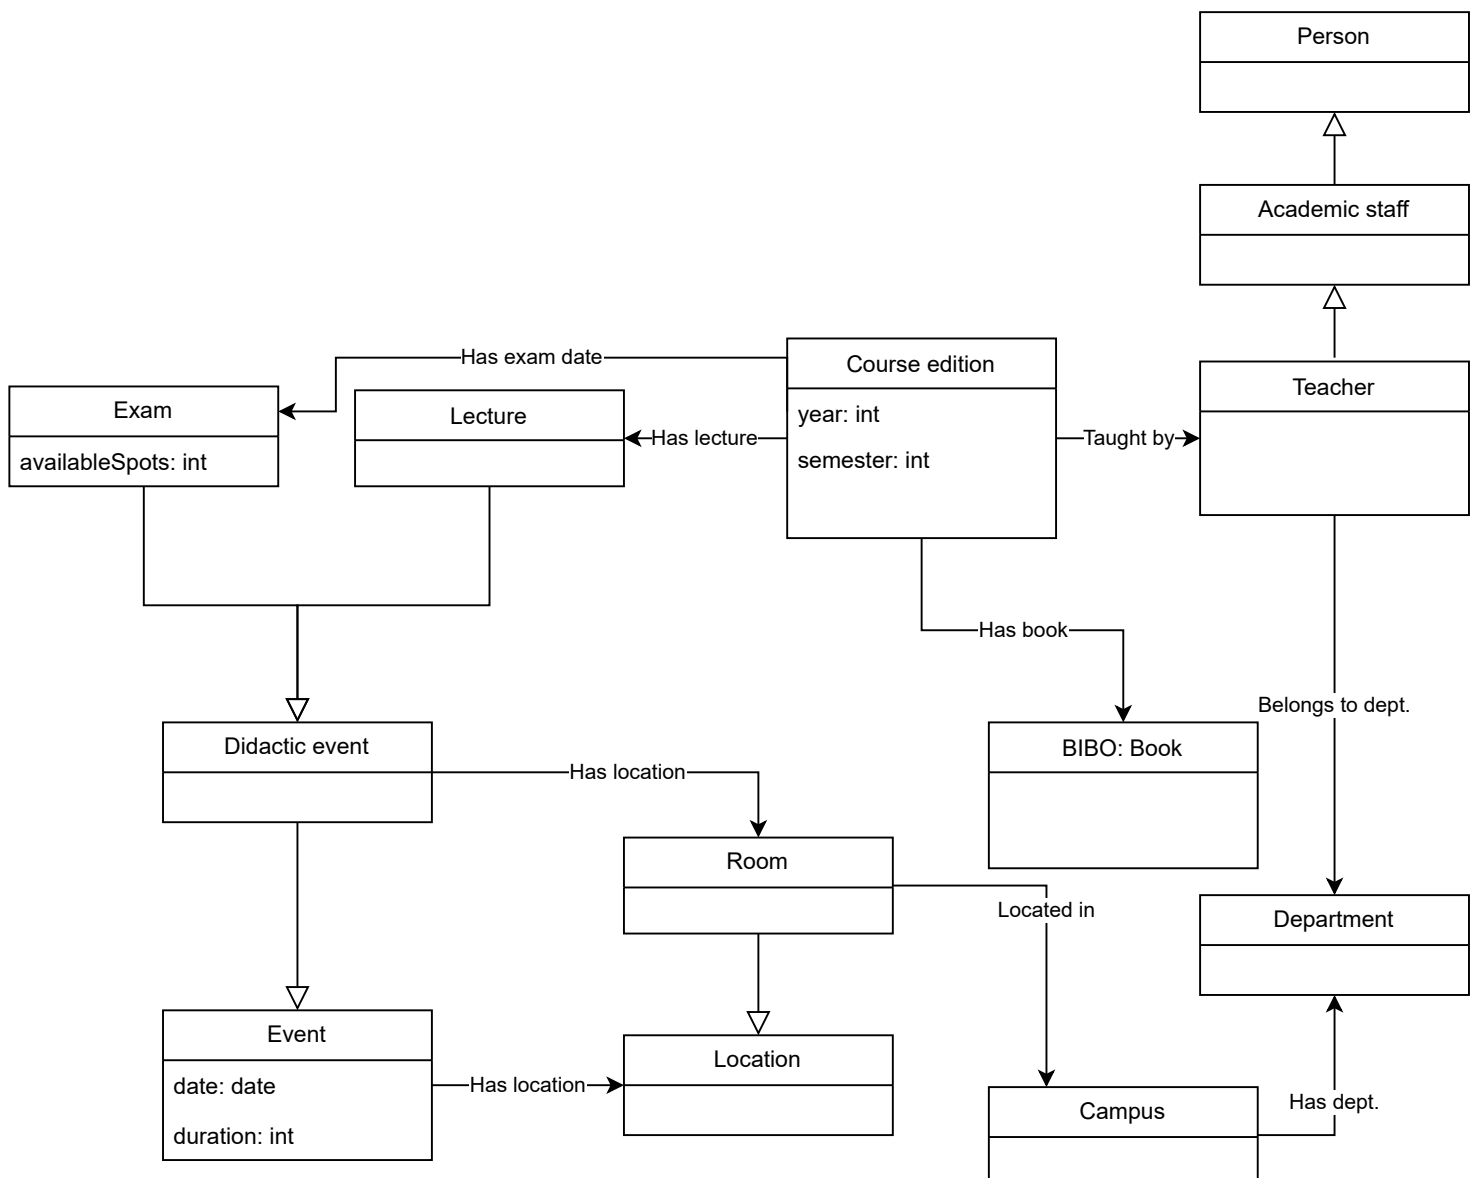 Person
Academic staff
Has exam date
Course edition
Exam
Lecture
Teacher
year: int
Has lecture
Taught by
availableSpots: int
semester: int
Has book
Belongs to dept.
Didactic event
BIBO: Book
Has location
Room
Located in
Department
Event
Location
date: date
Has location
Has dept.
Campus
duration: int